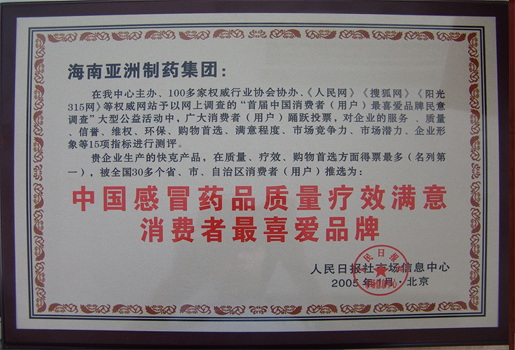 海南亚洲制药集团：
在我中心主办、100多家权威行业协会协办、《人民网》《搜狐网》《阳光
315网》等权威网站予以网上调查的“首届中国消费者（用户）最喜爱品牌民意
调查”大型公益活动中，广大消费者（用户）踊跃投票，对企业的服务、质
量、信誉、维权、环保、购物首选、满意程度、市场竞争力、市场潜力、企业形
象等15项指标进行测评。
贵企业生产的快克产品，在质量、疗效、购物首选方面得票最多（名列第
一），被全国30多个省、市、自治区消费者（用户）推选为：
中国感冒药品质量疗效满意
消费者最喜爱品牌
人民日报社市场信息中心
2005年 月·北京